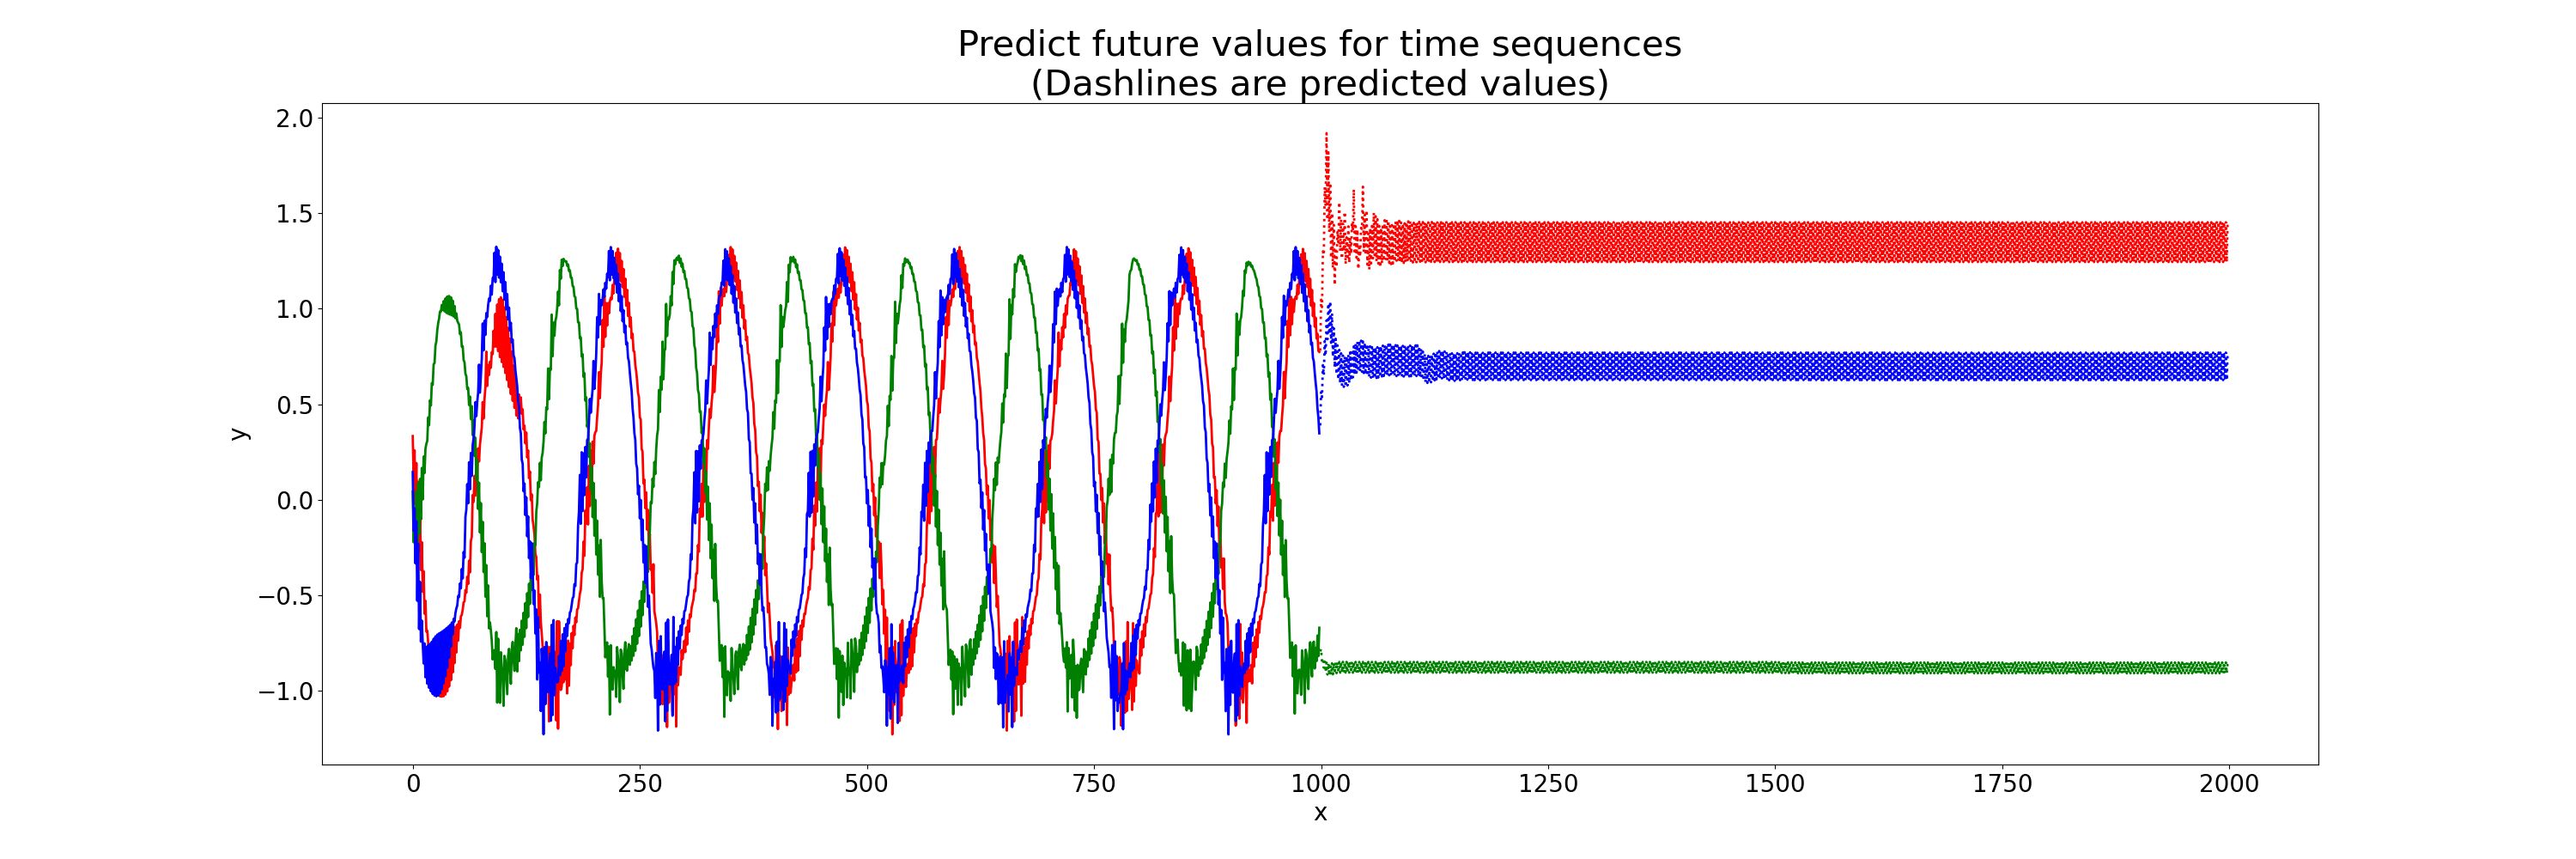 Predict future values for time sequences
(Dashlines are predicted values)
2.0
1.5
1.0
0.5
0.0
−0.5
−1.0
y
0 250 500 750 1000 1250 1500 1750 2000
x